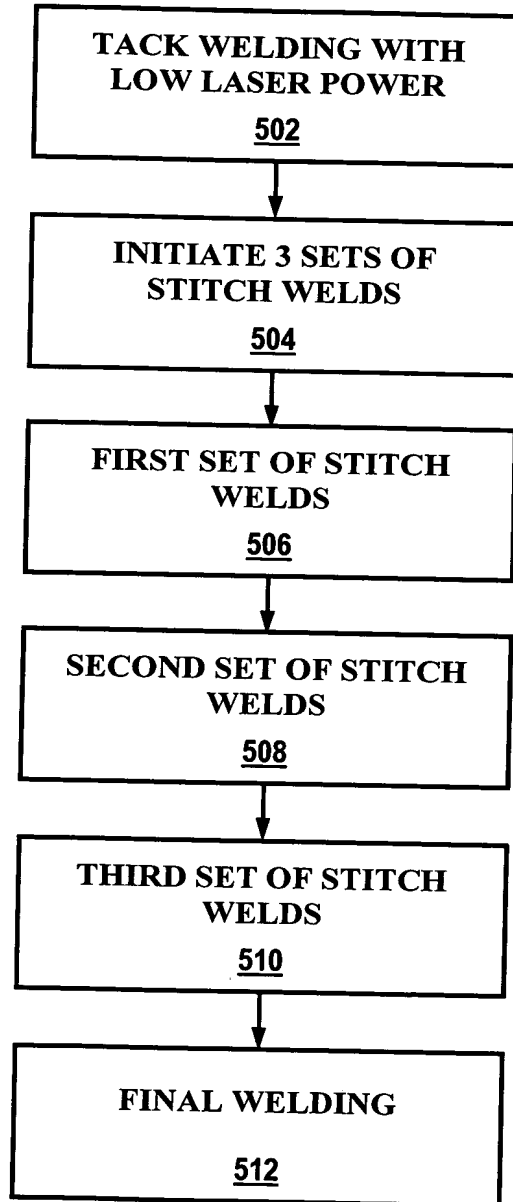 TACK WELDING WITH
LOW LASER POWER
502
INITIATE 3 SETS OF
STITCH WELDS
504
FIRST SET OF STITCH
WELDS
506
SECOND SET OF STITCH
WELDS
508
THIRD SET OF STITCH
WELDS
510
FINAL WELDING
512